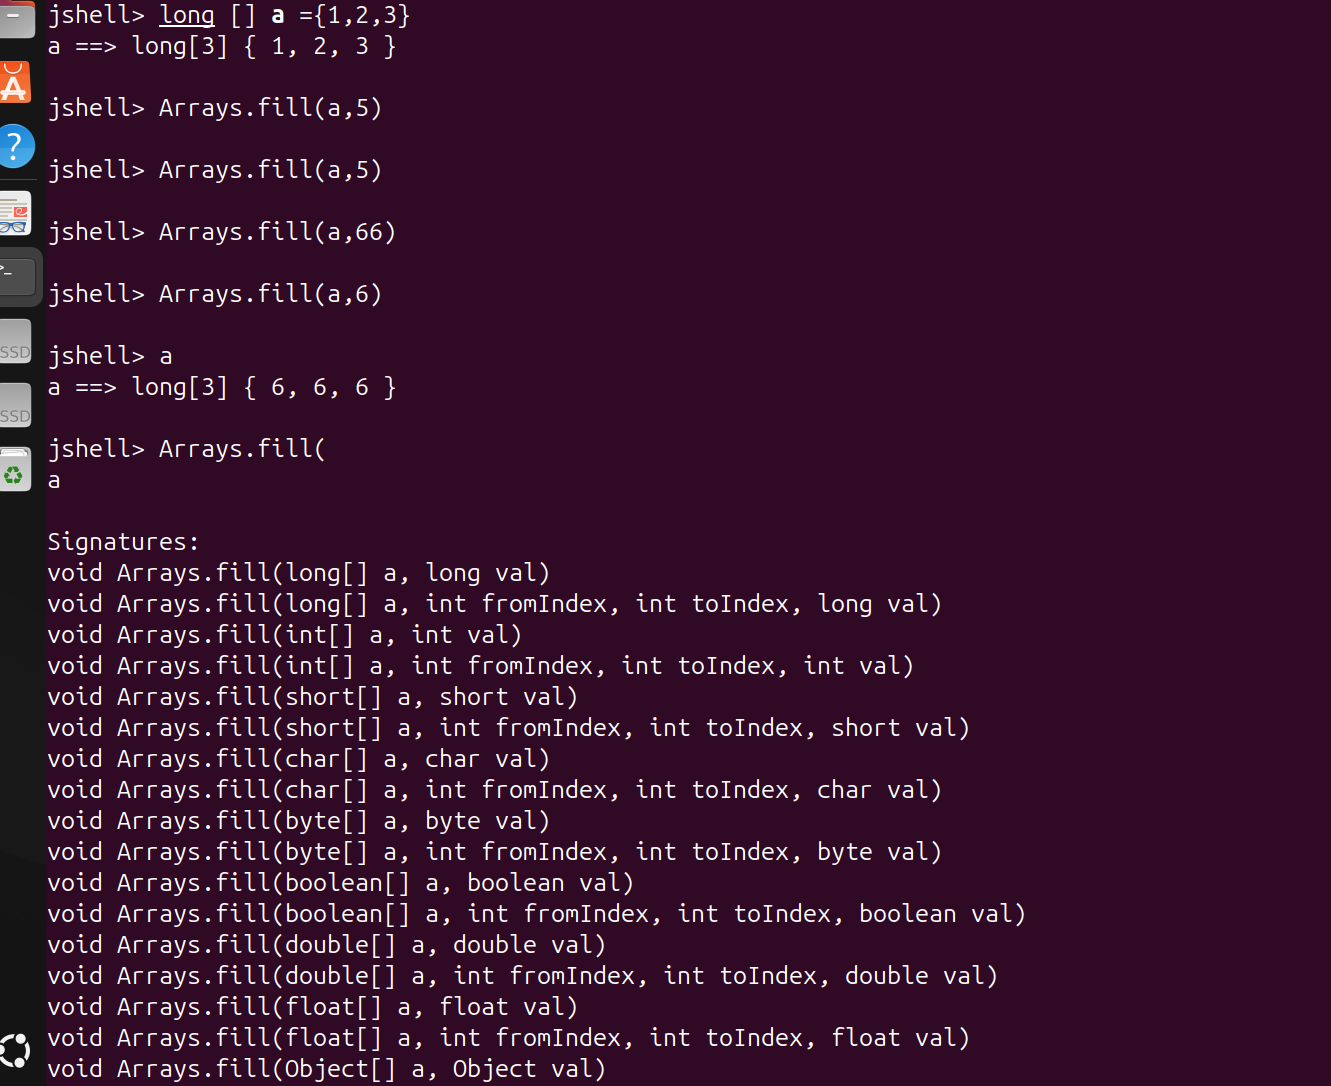 jshell> long [] a ={1,2,3}
a ==> long[3] { 1, 2, 3 }
jshell> Arrays.fill(a,5)
jshell> Arrays.fill(a,5)
jshell> Arrays.fill(a,66)
jshell> Arrays.fill(a,6)
jshell> a
a ==> long[3] { 6, 6, 6 }
jshell> Arrays.fill(
a
Signatures:
void Arrays.fill(long[] a, long val)
void Arrays.fill(long[] a, int fromIndex, int toIndex, long val)
void Arrays.fill(int[] a, int val)
void Arrays.fill(int[] a, int fromIndex, int toIndex, int val)
void Arrays.fill(short[] a, short val)
void Arrays.fill(short[] a, int fromIndex, int toIndex, short val)
void Arrays.fill(char[] a, char val)
void Arrays.fill(char[] a, int fromIndex, int toIndex, char val)
void Arrays.fill(byte[] a, byte val)
void Arrays.fill(byte[] a, int fromIndex, int toIndex, byte val)
void Arrays.fill(boolean[] a, boolean val)
void Arrays.fill(boolean[] a, int fromIndex, int toIndex, boolean val)
void Arrays.fill(double[] a, double val)
void Arrays.fill(double[] a, int fromIndex, int toIndex, double val)
void Arrays.fill(float[] a, float val)
void Arrays.fill(float[] a, int fromIndex, int toIndex, float val)
void Arrays.fill(Object[] a, Object val)
?
>_
SSD
SSD